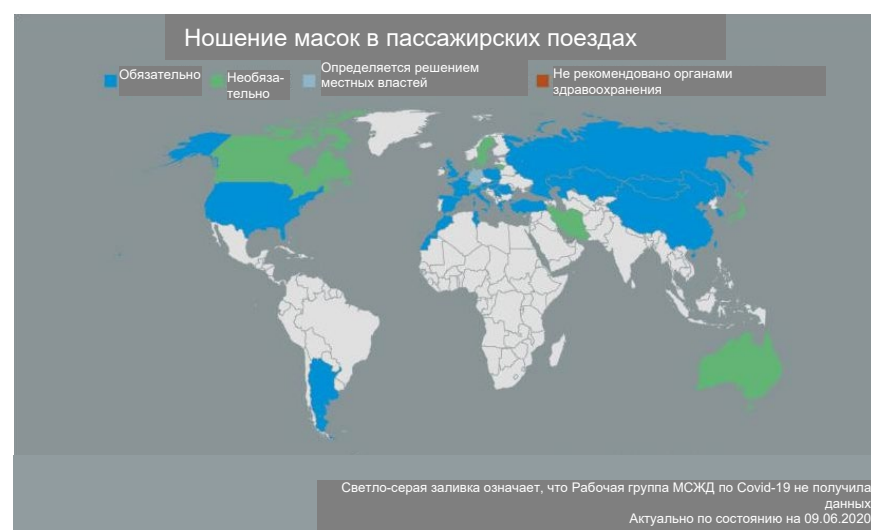 Ношение масок в пассажирских поездах
Обязательно
Необяза-
тельно
Определяется решением
местных властей
Не рекомендовано органами
здравоохранения
Светло-серая заливка означает, что Рабочая группа МСЖД по Covid-19 не получила
данных
Актуально по состоянию на 09.06.2020